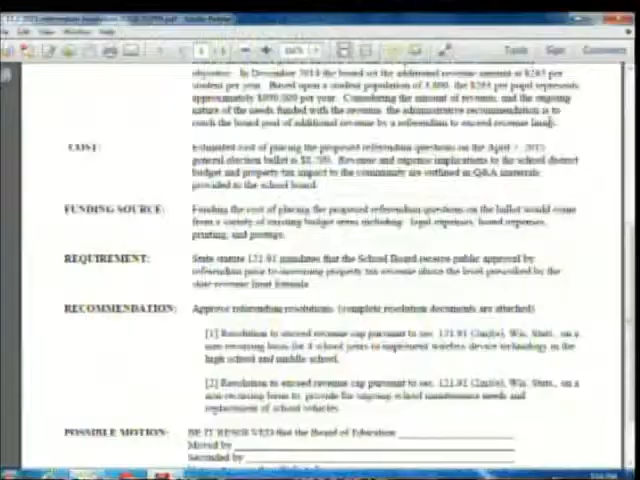 objective. In December 2014 the board set the additional revenue amount at $263 per
student per year. Based upon a student population of the $263 per pupil represents
approximately per year. Considering the amount of revenue, and the ongoing
nature of the needs funded with the revenue, the administrative recommendation is to
reach the board goal of additional revenue by a referendum to exceed revenue limits.
COST: Estimated cost of placing the proposed referendum questions on the April 7, 2015
general election ballot is Revenue and expense implications to the school district
budget and property tax impact to the community are outlined in Q&A materials
provided to the school board.
FUNDING SOURCE: Funding the cost of placing the proposed referendum questions on the ballot would come
from a variety of existing budget areas including: legal expenses, board expenses,
printing, and postage.
REQUIREMENT: State statute 121.91 mandates that the School Board receive public approval by
referendum prior to increasing property tax revenue above the level prescribed by the
state revenue limit formula.
RECOMMENDATION: Approve referendum resolutions. (complete resolution documents are attached)
[1] Resolution to exceed revenue cap pursuant to sec. 121.91 Wis. Stats., on a
non-recurring basis for 4 school years to implement wireless device technology in the
high school and middle school.
[2] Resolution to exceed revenue cap pursuant to sec. 121.91 Wis. Stats., on a
non-recurring basis to provide for ongoing school maintenance needs and
replacement of school vehicles.
POSSIBLE MOTION: BE IT RESOLVED that the Board of Education
Moved by
Seconded by
Tools Sign Comment